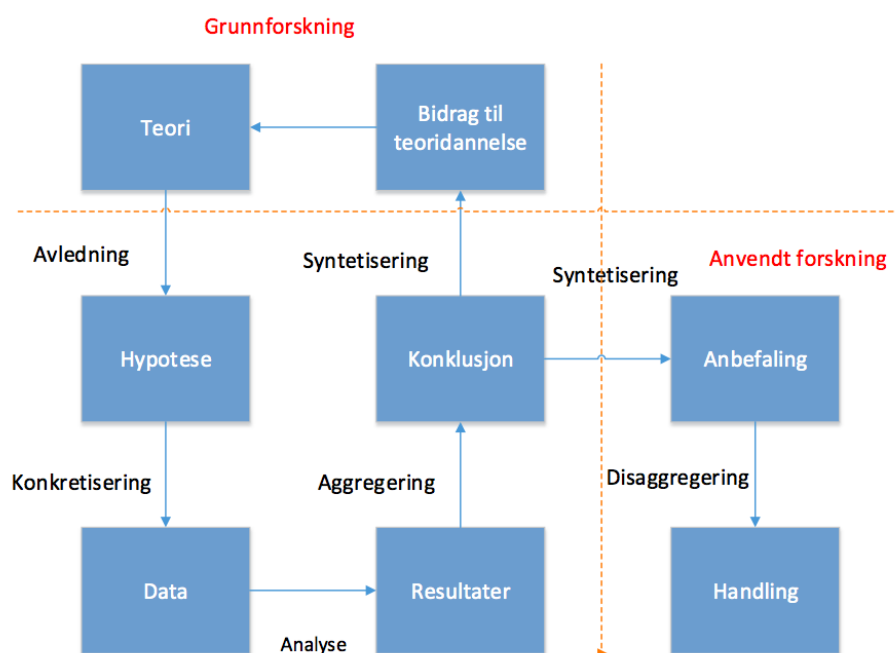 Grunnforskning
Teori
Bidrag til
teoridannelse
Avledning
Syntetisering
Syntetisering
Anvendt forskning
Hypotese
Konklusjon
Anbefaling
Konkretisering
Aggregering
Disaggregering
Data
Resultater
Handling
Analyse